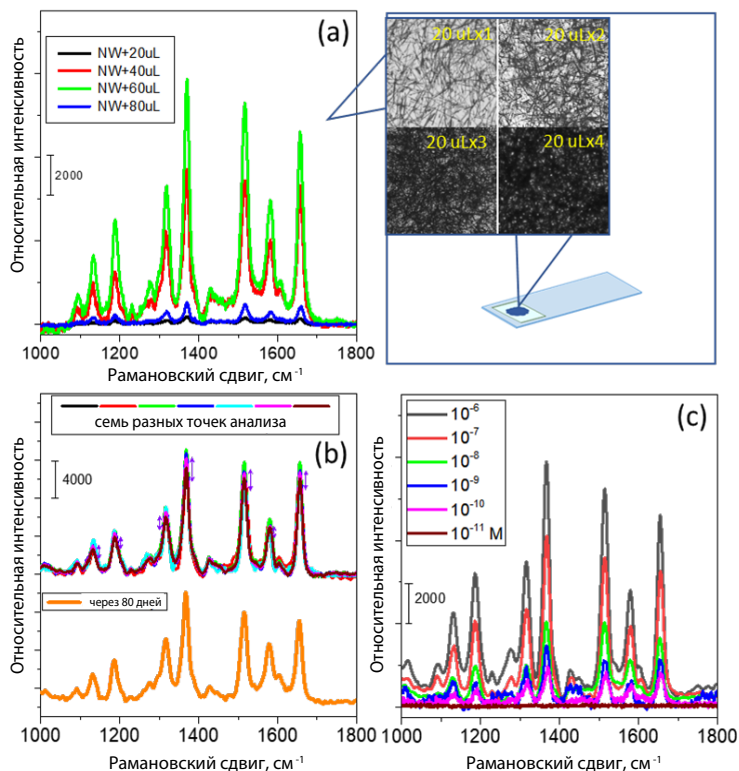 (a)
NW+20uL
NW+40uL
NW+60uL
NW+80uL
2000
Относительная интенсивность
1000 1200 1400 1600 1800
Рамановский сдвиг, см-1
20 uLx1
20 uLx2
20 uLx3
20 uLx4
семь разных точек анализа
(b)
4000
через 80 дней
Относительная интенсивность
Относительная интенсивность
1000 1200 1400 1600 1800
Рамановский сдвиг, см-1
(c)
10-6
10-7
10-8
10-9
10-10
10-11 M
2000
Относительная интенсивность
1000 1200 1400 1600 1800
Рамановский сдвиг, см-1